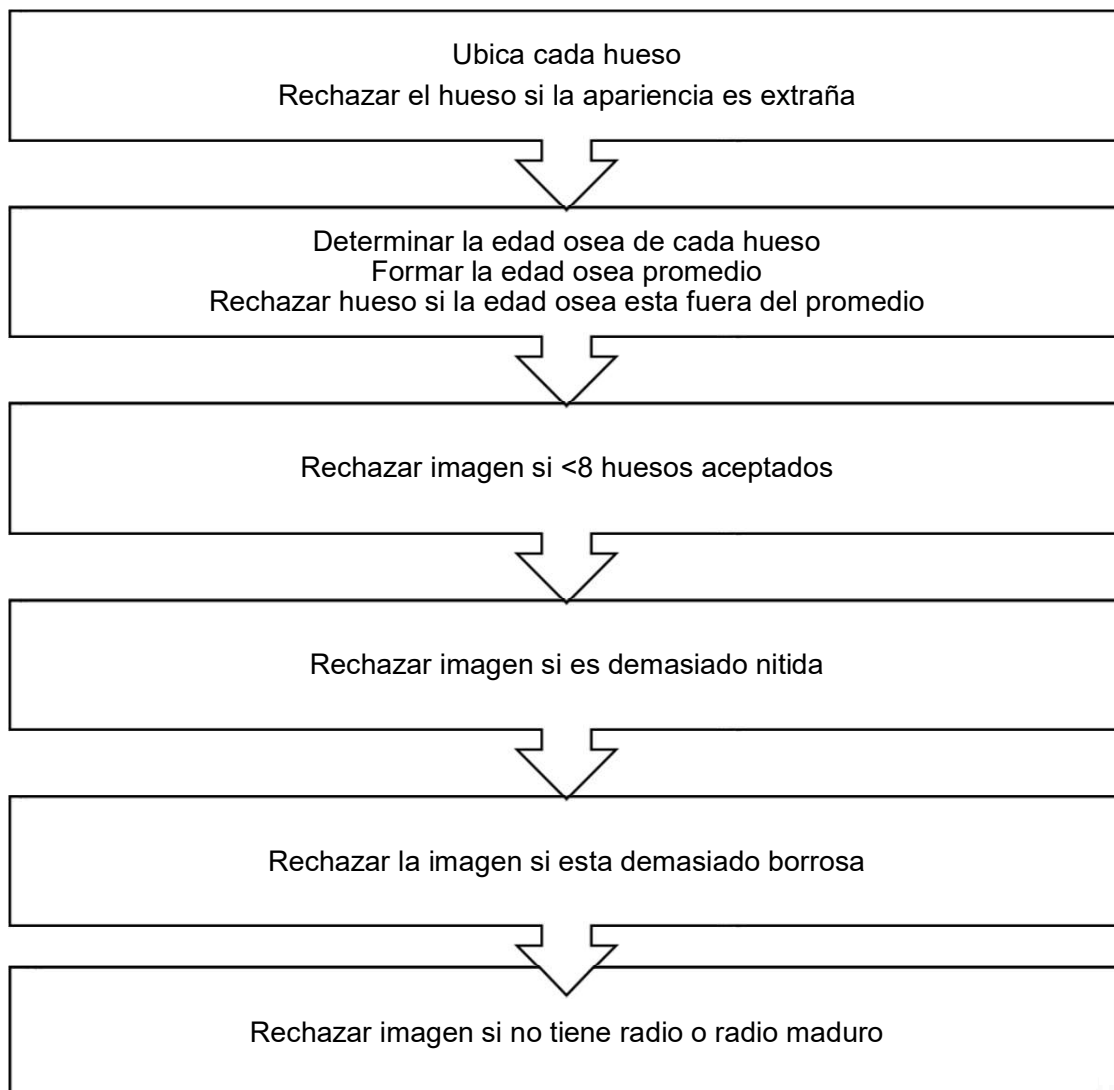 Ubica cada hueso
Rechazar el hueso si la apariencia es extraña
Determinar la edad osea de cada hueso
Formar la edad osea promedio
Rechazar hueso si la edad osea esta fuera del promedio
Rechazar imagen si <8 huesos aceptados
Rechazar imagen si es demasiado nitida
Rechazar la imagen si esta demasiado borrosa
Rechazar imagen si no tiene radio o radio maduro